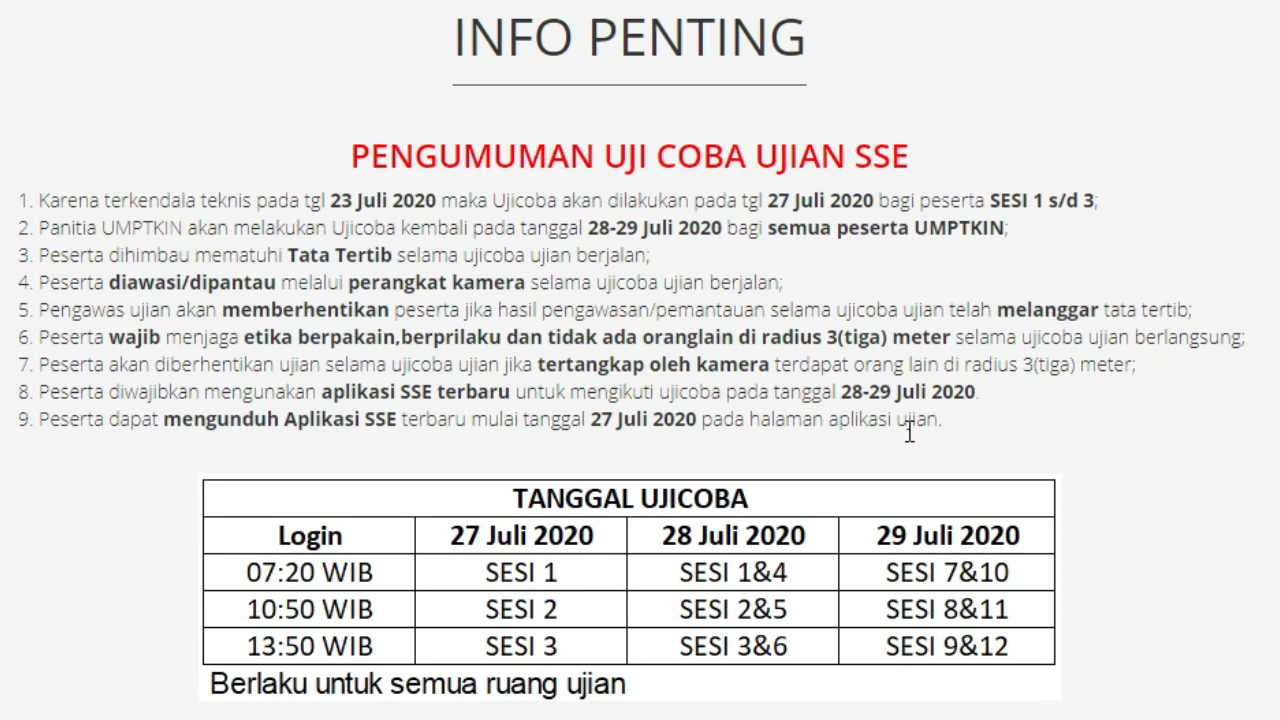 INFO PENTING
PENGUMUMAN UJI COBA UJIAN SSE
1. Karena terkendala teknis pada tgl 23 Juli 2020 maka Ujicoba akan dilakukan pada tgl 27 Juli 2020 bagi peserta SESI 1 s/d 3;
2. Panitia UMPTKIN akan melakukan Ujicoba kembali pada tanggal 28-29 Juli 2020 bagi semua peserta UMPTKIN;
3. Peserta dihimbau mematuhi Tata Tertib selama ujicoba ujian berjalan;
4. Peserta diawasi/dipantau melalui perangkat kamera selama ujicoba ujian berjalan;
5. Pengawas ujian akan memberhentikan peserta jika hasil pengawasan/pemantauan selama ujicoba ujian telah melanggar tata tertib;
6. Peserta wajib menjaga etika berpakain,berprilaku dan tidak ada oranglain di radius 3(tiga) meter selama ujicoba ujian berlangsung;
7. Peserta akan diberhentikan ujian selama ujicoba ujian jika tertangkap oleh kamera terdapat orang lain di radius 3(tiga) meter;
8. Peserta diwajibkan mengunakan aplikasi SSE terbaru untuk mengikuti ujicoba pada tanggal 28-29 Juli 2020.
9. Peserta dapat mengunduh Aplikasi SSE terbaru mulai tanggal 27 Juli 2020 pada halaman aplikasi ujian.
TANGGAL UJICOBA
Login 27 Juli 2020 28 Juli 2020 29 Juli 2020
07:20 WIB SESI 1 SESI 1&4 SESI 7&10
10:50 WIB SESI 2 SESI 2&5 SESI 8&11
13:50 WIB SESI 3 SESI 3&6 SESI 9&12
Berlaku untuk semua ruang ujian